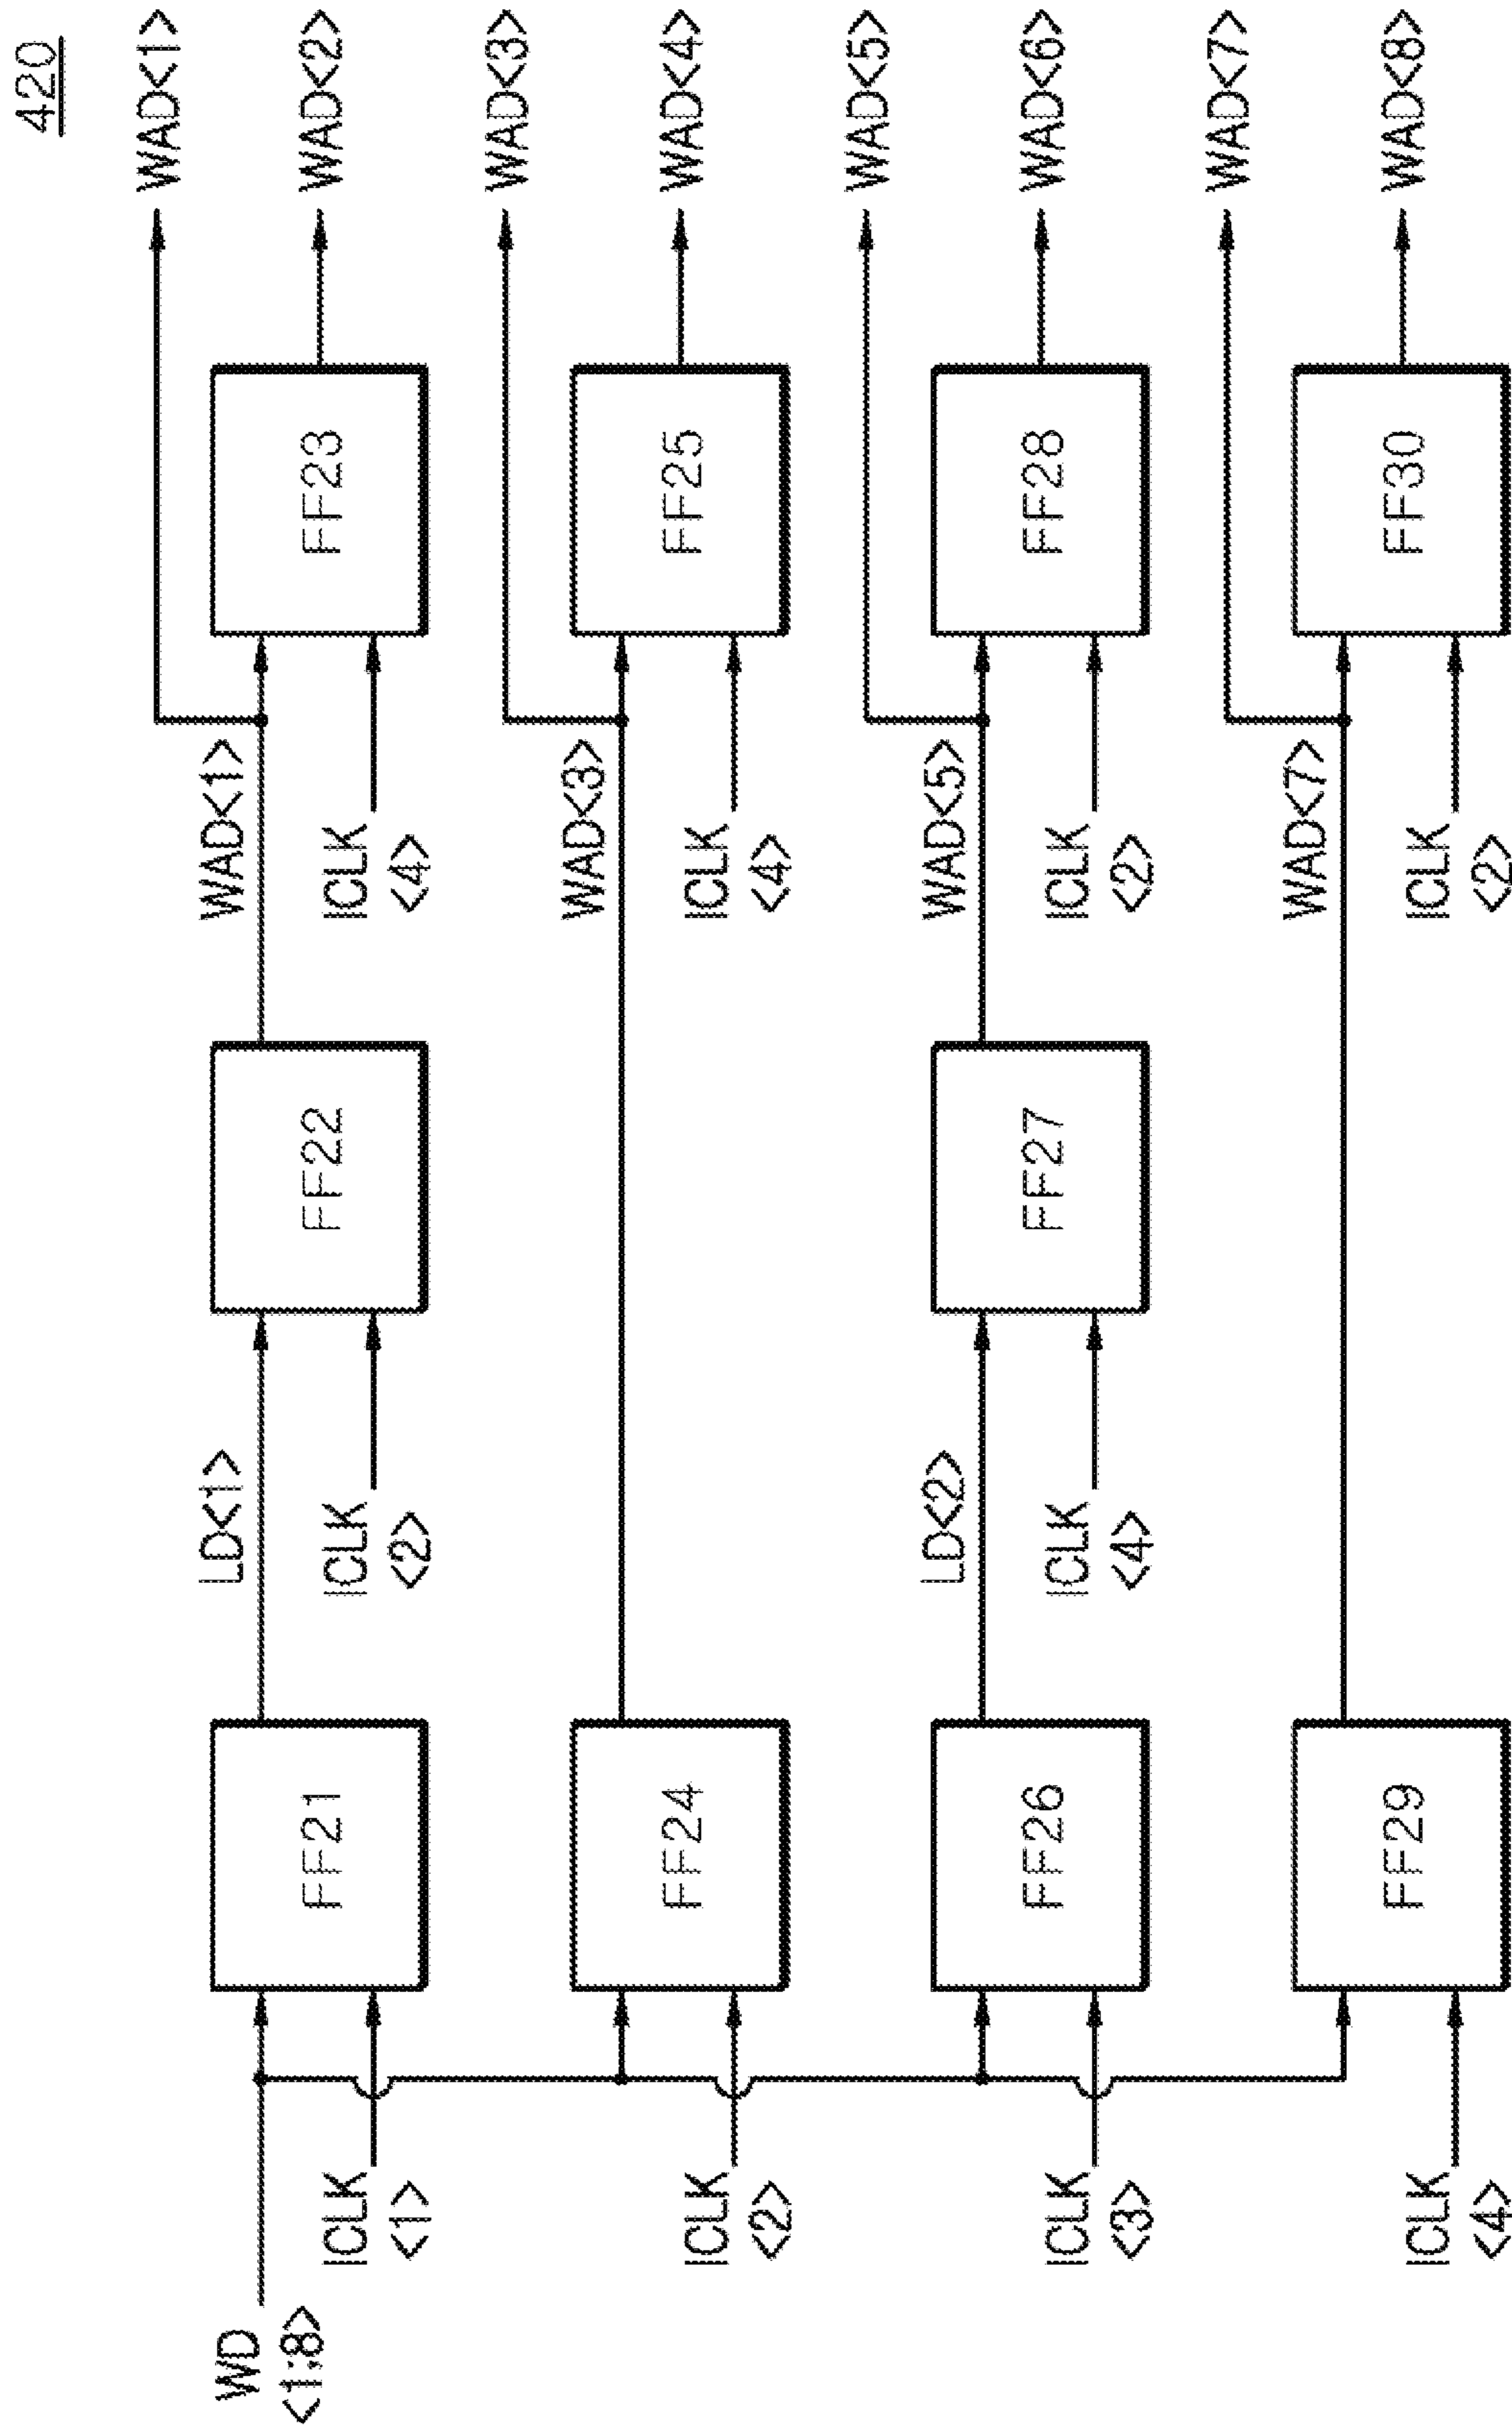 420
WAD<1>
WAD<2>
WAD<3>
WAD<4>
WAD<5>
WAD<6>
WAD<7>
WAD<8>
FF23
FF25
FF28
FF30
WAD<1>
ICLK
<4>
WAD<3>
ICLK
<4>
WAD<5>
ICLK
<2>
WAD<7>
ICLK
<2>
FF22
FF27
LD<1>
ICLK
<2>
LD<2>
ICLK
<4>
FF21
FF24
FF26
FF29
WD
<1:8>
ICLK
<1>
ICLK
<2>
ICLK
<3>
ICLK
<4>